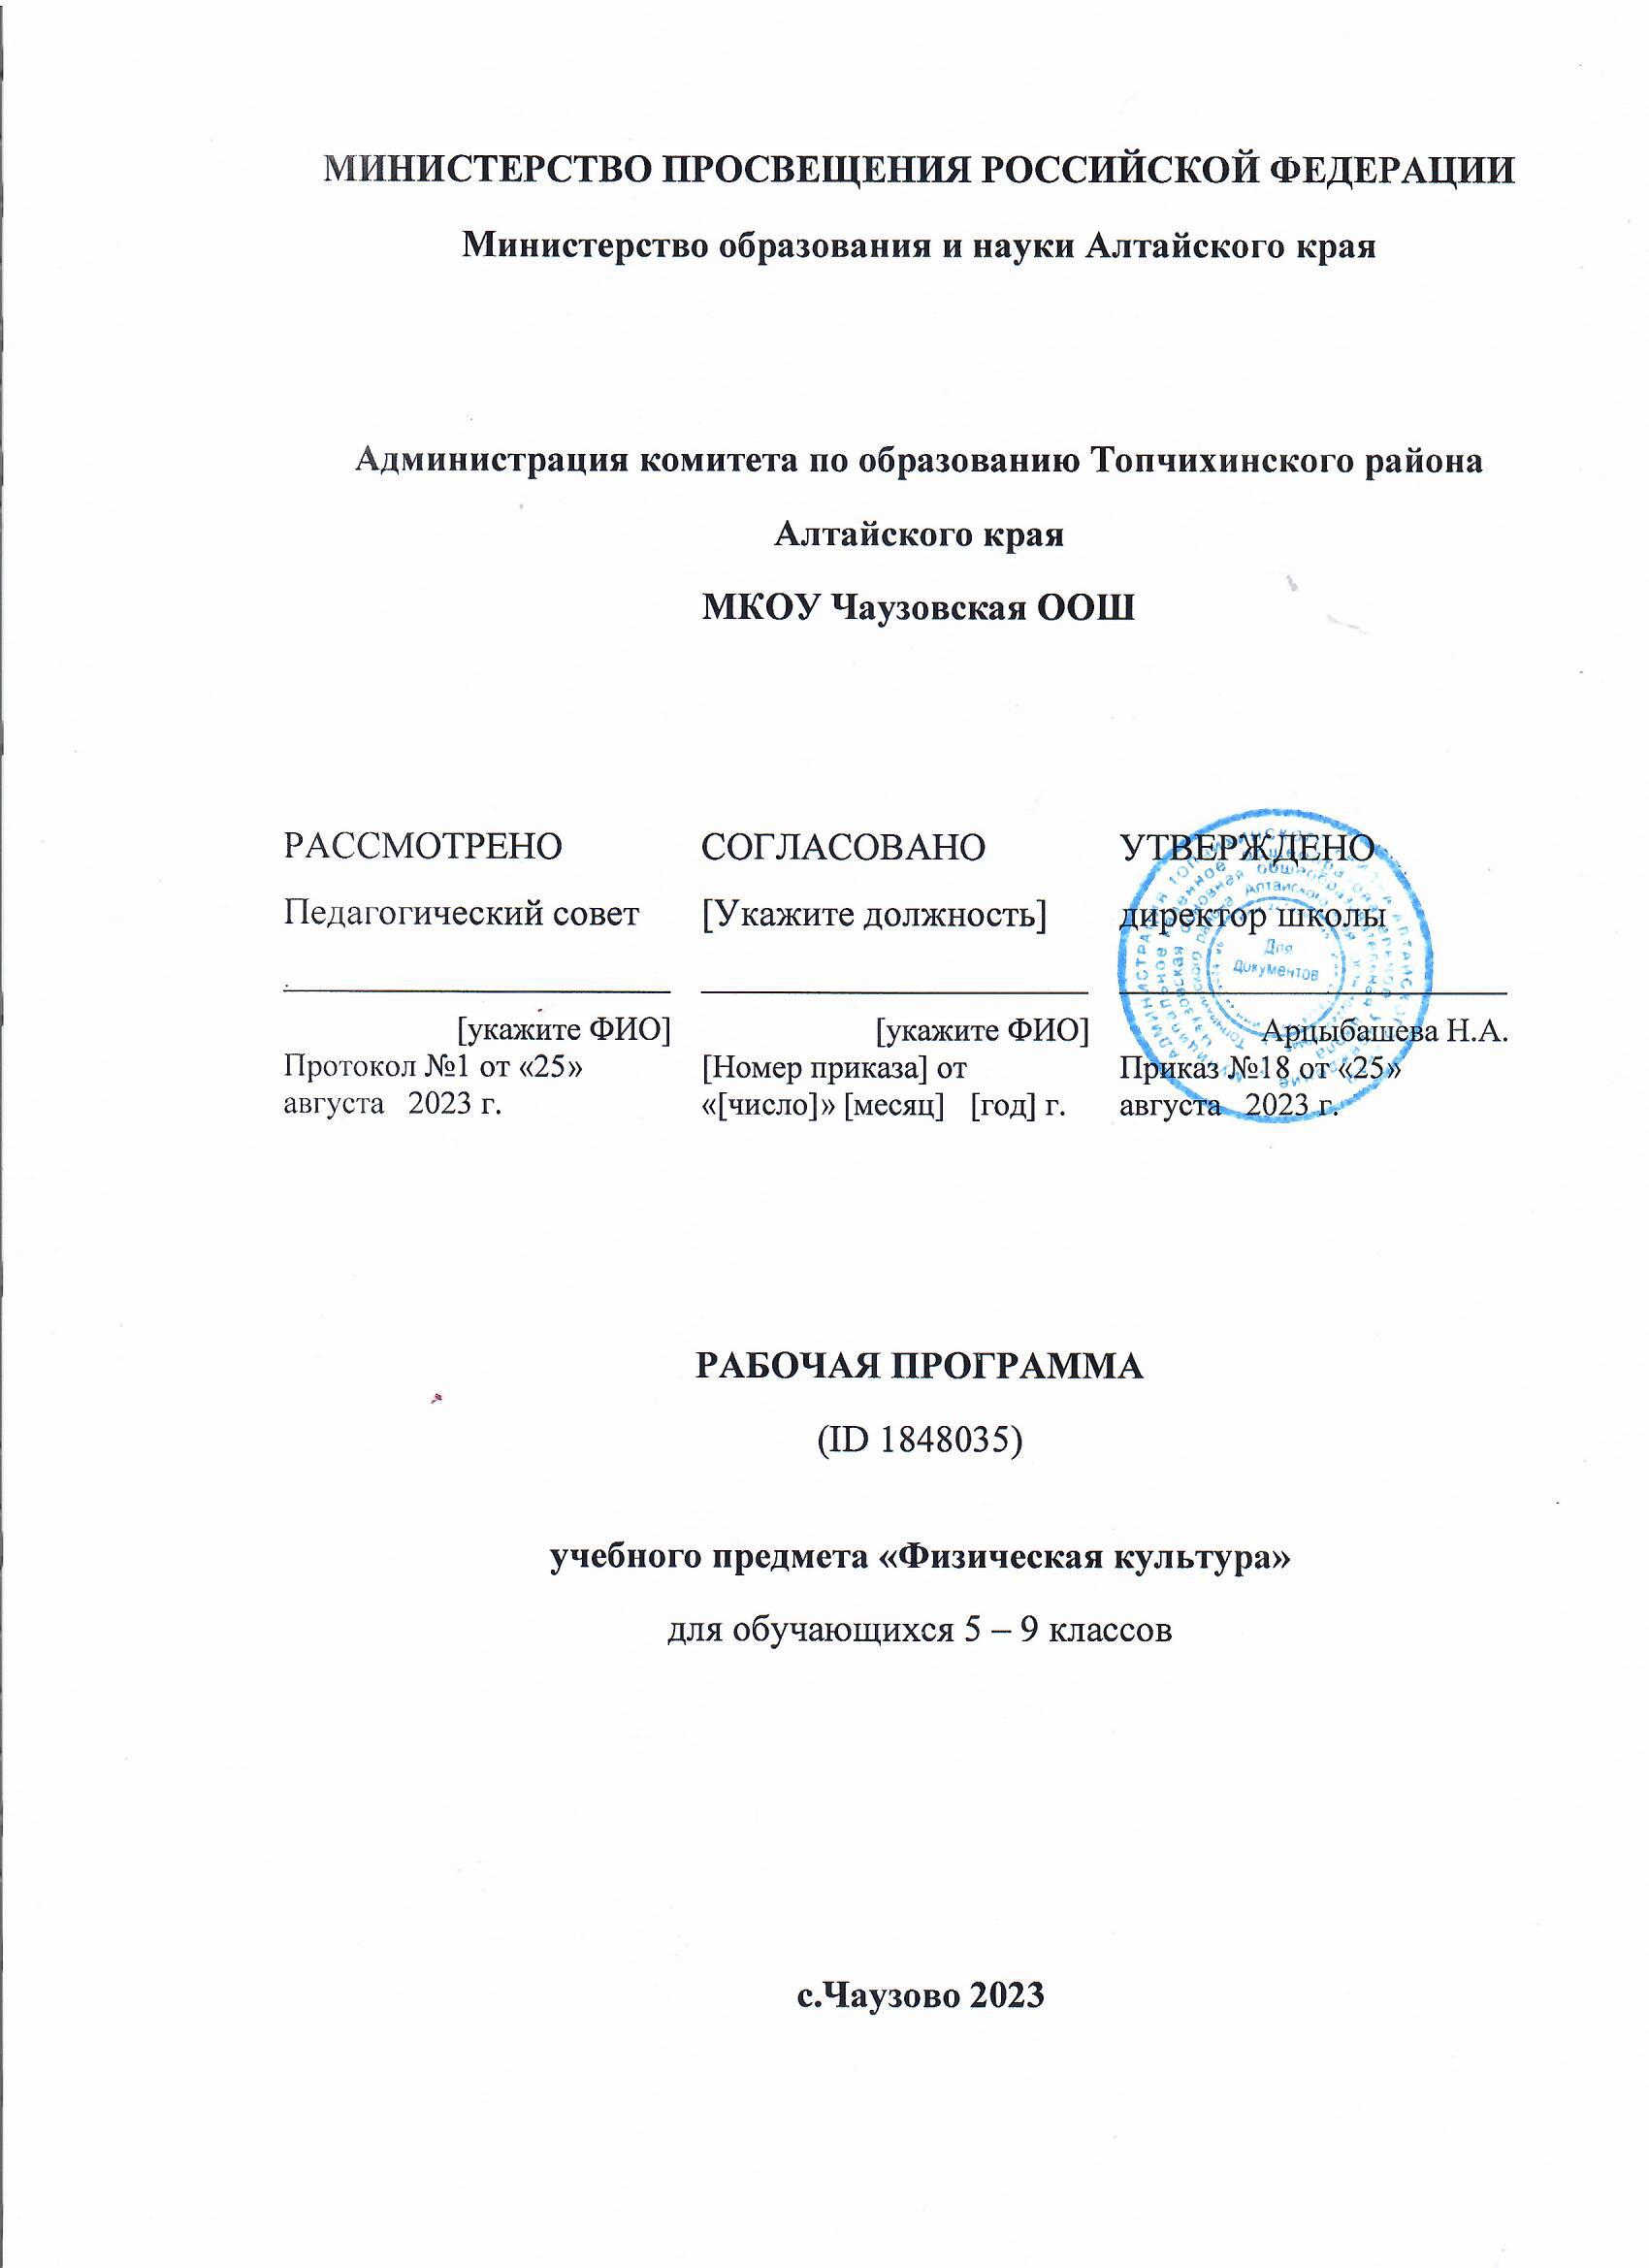 МИНИСТЕРСТВО ПРОСВЕЩЕНИЯ РОССИЙСКОЙ ФЕДЕРАЦИИ
Министерство образования и науки Алтайского края
Администрация комитета по образованию Топчихинского района
Алтайского края
МКОУ Чаузовская ООШ
РАССМОТРЕНО
Педагогический совет
[укажите ФИО]
Протокол №1 от «25»
августа 2023 г.
СОГЛАСОВАНО
[Укажите должность]
[укажите ФИО]
[Номер приказа] от
«[число]» [месяц] [год] г.
УТВЕРЖДЕНО
директор школы
Арцыбашева Н.А.
Приказ №18 от «25»
августа 2023 г.
Для
документов
РАБОЧАЯ ПРОГРАММА
(ID 1848035)
учебного предмета «Физическая культура»
для обучающихся 5 – 9 классов
с.Чаузово 2023